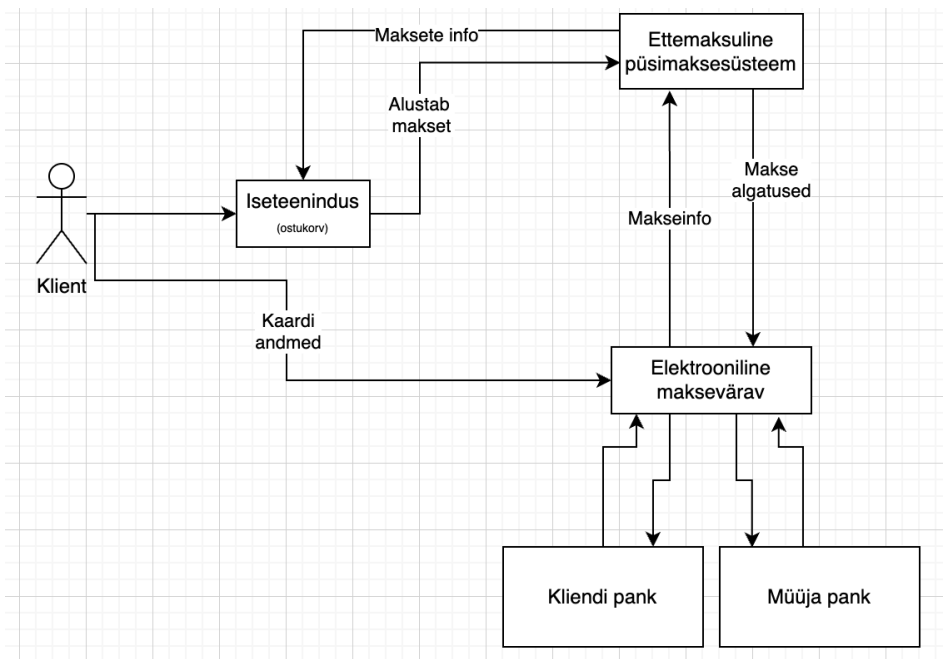 Maksete info
Ettemaksuline
püsimaksesüsteem
Alustab
makset
Makse
algatused
Iseteenindus
(ostukorv)
Makseinfo
Klient
Kaardi
andmed
Elektrooniline
maksevärav
Kliendi pank
Müüja pank